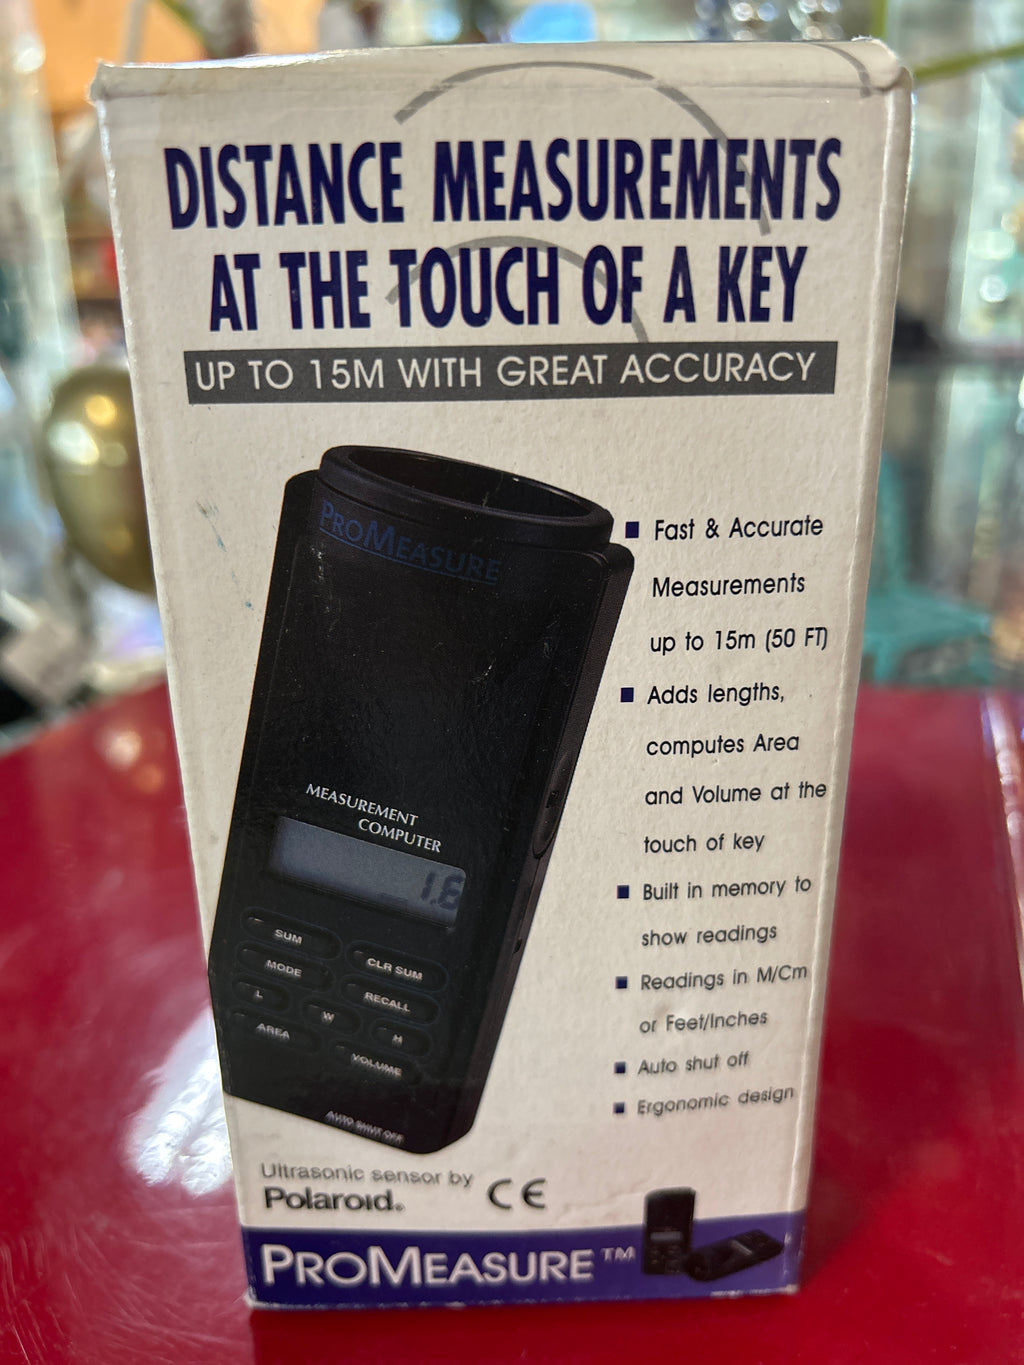 DISTANCE MEASUREMENTS
AT THE TOUCH OF A KEY
UP TO 15M WITH GREAT ACCURACY
PROMEASURE
MEASUREMENT
COMPUTER
1.6
SUM
CLR SUM
MODE
RECALL
L
W
H
AREA
VOLUME
AUTO SHUT OFF
■ Fast & Accurate
Measurements
up to 15m (50 FT)
■ Adds lengths,
computes Area
and Volume at the
touch of key
■ Built in memory to
show readings
■ Readings in M/Cm
or Feet/Inches
■ Auto shut off
■ Ergonomic design
Ultrasonic sensor by
Polaroid®
CE
PROMEASURE™